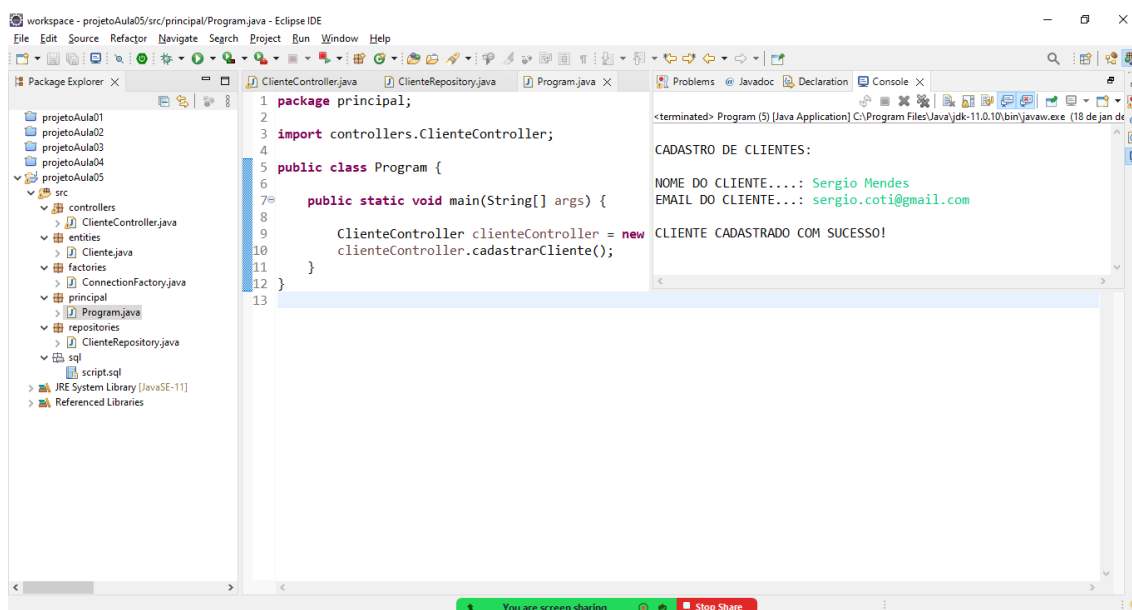 workspace - projetoAula05/src/principal/Program.java - Eclipse IDE
File Edit Source Refactor Navigate Search Project Run Window Help
Package Explorer
projetoAula01
projetoAula02
projetoAula03
projetoAula04
projetoAula05
src
controllers
ClienteController.java
entities
Cliente.java
factories
ConnectionFactory.java
principal
Program.java
repositories
ClienteRepository.java
sql
script.sql
JRE System Library [JavaSE-11]
Referenced Libraries
ClienteController.java ClienteRepository.java Program.java
1 package principal;
2
3 import controllers.ClienteController;
4
5 public class Program {
6
7 public static void main(String[] args) {
8
9 ClienteController clienteController = new
10 clienteController.cadastrarCliente();
11 }
12 }
13
Problems @ Javadoc Declaration Console
<terminated> Program (5) [Java Application] C:\Program Files\Java\jdk-11.0.10\bin\javaw.exe (18 de jan de
CADASTRO DE CLIENTES:
NOME DO CLIENTE....: Sergio Mendes
EMAIL DO CLIENTE...: sergio.coti@gmail.com
CLIENTE CADASTRADO COM SUCESSO!
You are screen sharing Stop Share